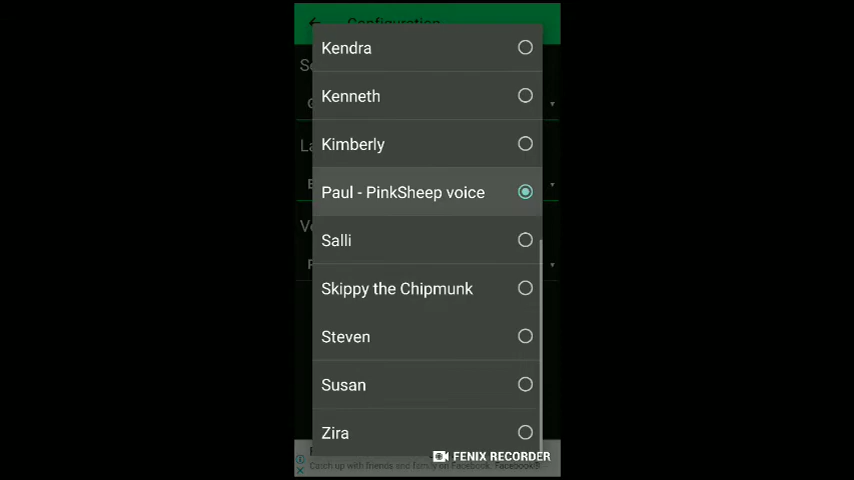 Configuration
Kendra
Kenneth
Kimberly
Paul - PinkSheep voice
Salli
Skippy the Chipmunk
Steven
Susan
Zira
FENIX RECORDER
Catch up with friends and family on Facebook. Facebook®.